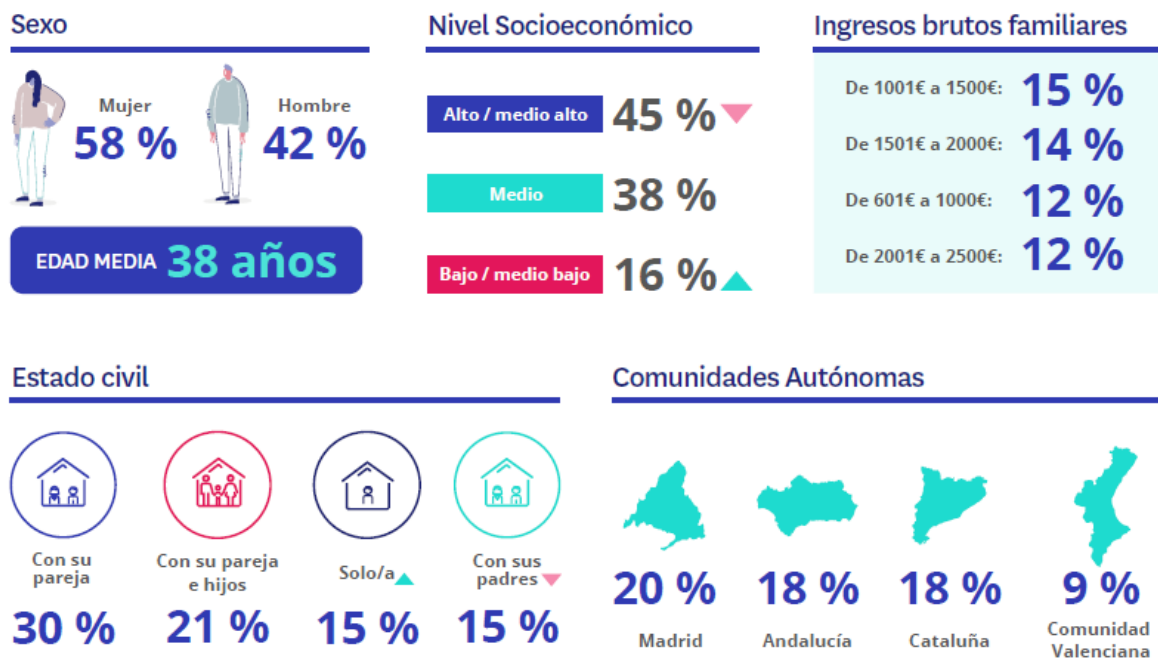 Sexo
Mujer
58 %
Hombre
42 %
EDAD MEDIA 38 años
Nivel Socioeconómico
Alto / medio alto 45 %
Medio 38 %
Bajo / medio bajo 16 %
Ingresos brutos familiares
De 1001€ a 1500€: 15 %
De 1501€ a 2000€: 14 %
De 601€ a 1000€: 12 %
De 2001€ a 2500€: 12 %
Estado civil
Con su
pareja
30 %
Con su pareja
e hijos
21 %
Solo/a
15 %
Con sus
padres
15 %
Comunidades Autónomas
20 %
Madrid
18 %
Andalucía
18 %
Cataluña
9 %
Comunidad
Valenciana